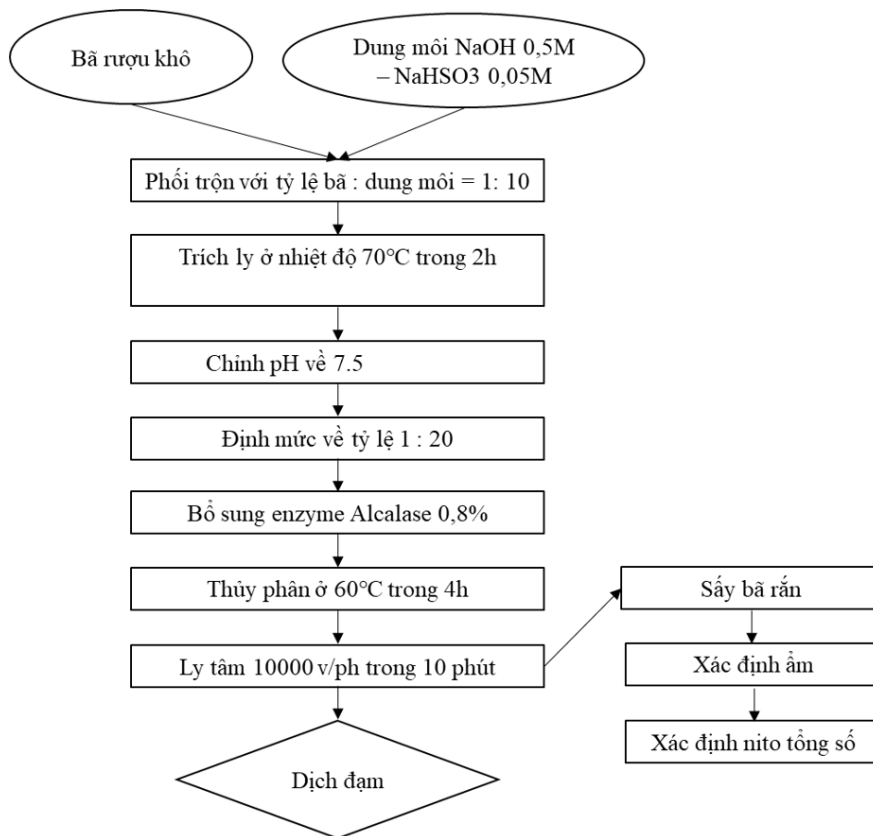 Bã rượu khô
Dung môi NaOH 0,5M
– NaHSO3 0,05M
Phối trộn với tỷ lệ bã : dung môi = 1: 10
Trích ly ở nhiệt độ 70°C trong 2h
Chỉnh pH về 7.5
Định mức về tỷ lệ 1 : 20
Bổ sung enzyme Alcalase 0,8%
Thủy phân ở 60°C trong 4h
Sấy bã rắn
Ly tâm 10000 v/ph trong 10 phút
Xác định ẩm
Xác định nito tổng số
Dịch đạm